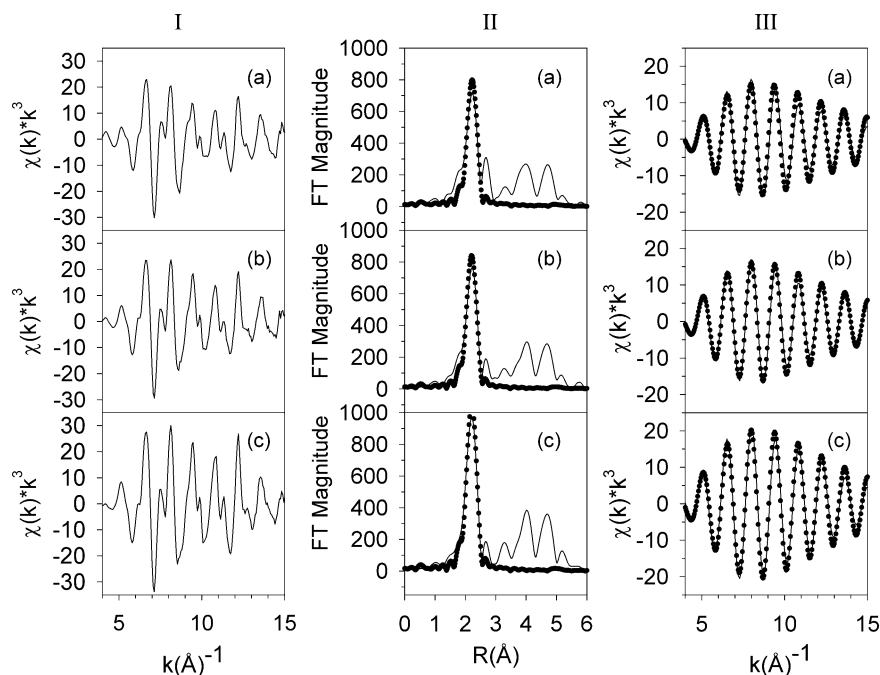 I II III
30 20 10 0 -10 -20 -30 χ(k)*k³ (a)
1000 800 600 400 200 0 FT Magnitude (a)
20 10 0 -10 -20 χ(k)*k³ (a)
30 20 10 0 -10 -20 -30 χ(k)*k³ (b)
1000 800 600 400 200 0 FT Magnitude (b)
20 10 0 -10 -20 χ(k)*k³ (b)
30 20 10 0 -10 -20 -30 χ(k)*k³ (c)
1000 800 600 400 200 0 FT Magnitude (c)
20 10 0 -10 -20 χ(k)*k³ (c)
5 10 15
0 1 2 3 4 5 6
5 10 15
k(Å)⁻¹
R(Å)
k(Å)⁻¹